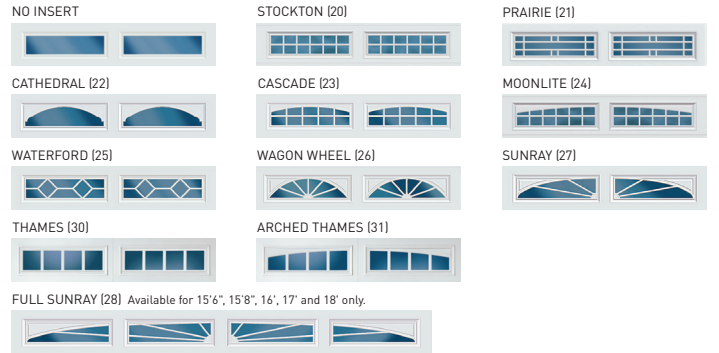 NO INSERT
STOCKTON (20)
PRAIRIE (21)
CATHEDRAL (22)
CASCADE (23)
MOONLITE (24)
WATERFORD (25)
WAGON WHEEL (26)
SUNRAY (27)
THAMES (30)
ARCHED THAMES (31)
FULL SUNRAY (28) Available for 15'6", 15'8", 16', 17' and 18' only.